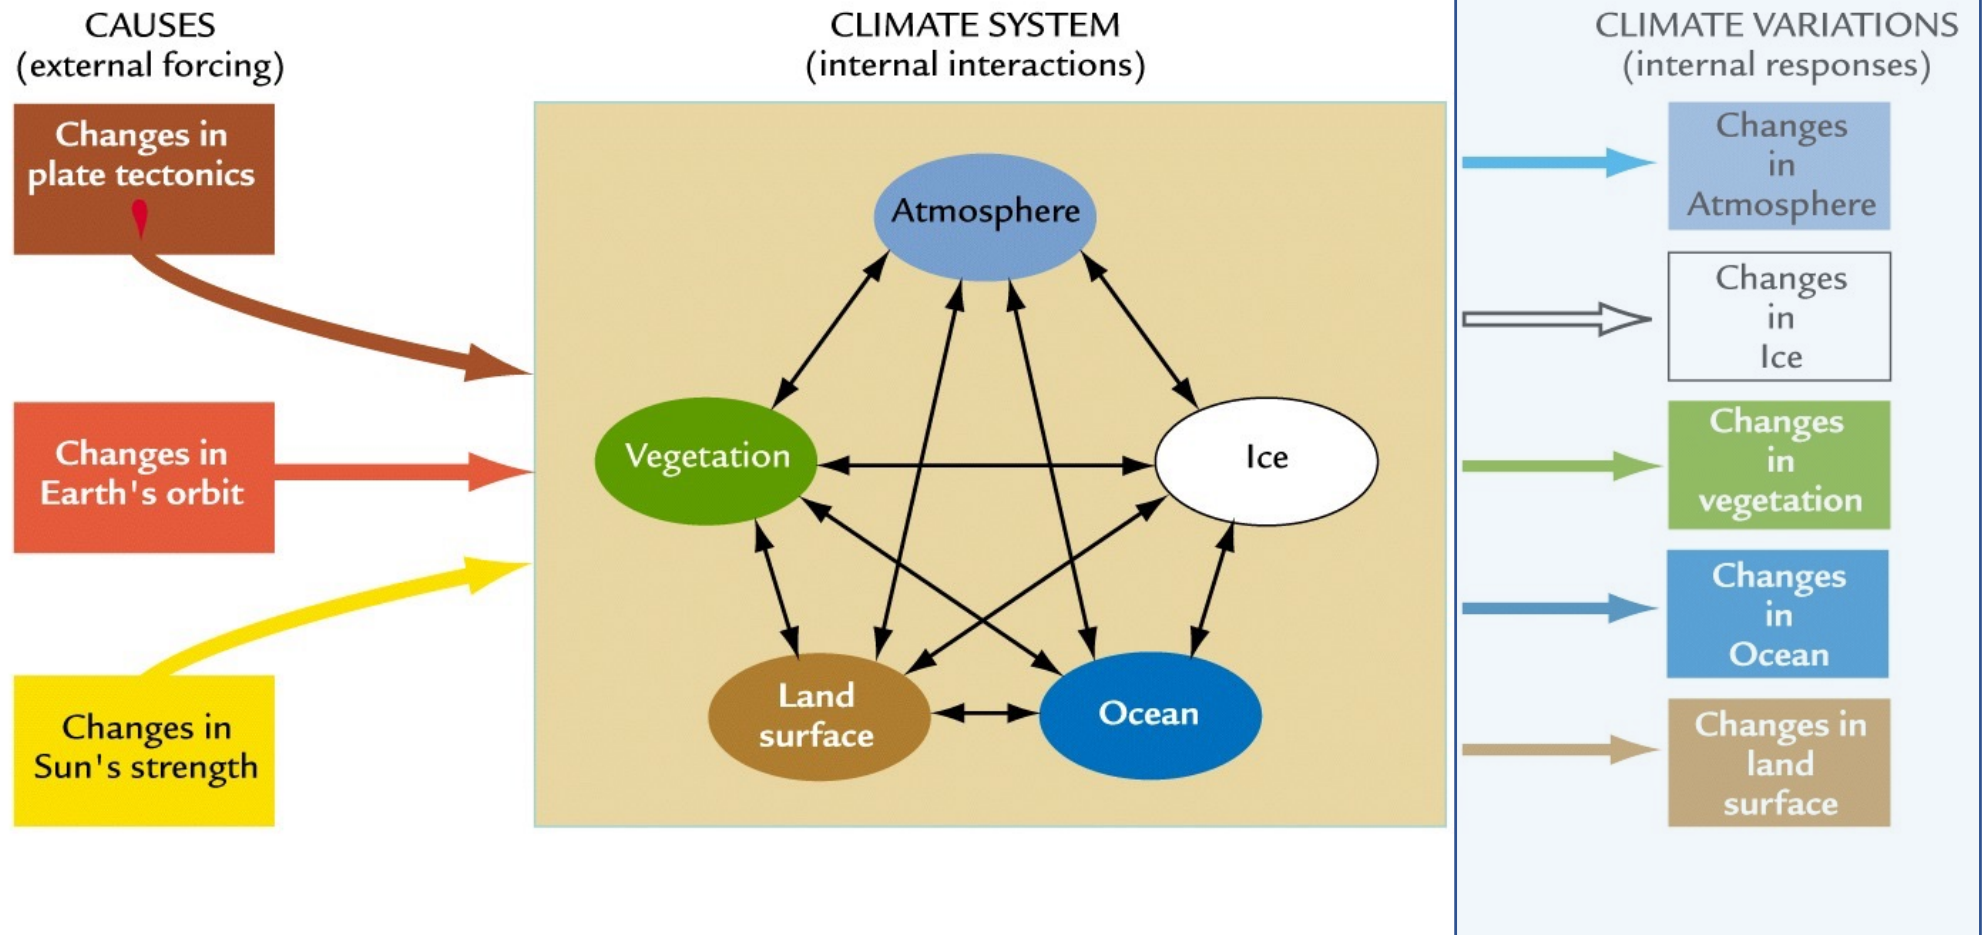 CAUSES
(external forcing)
Changes in
plate tectonics
Changes in
Earth's orbit
Changes in
Sun's strength
CLIMATE SYSTEM
(internal interactions)
Atmosphere
Vegetation
Ice
Land
surface
Ocean
CLIMATE VARIATIONS
(internal responses)
Changes
in
Atmosphere
Changes
in
Ice
Changes
in
vegetation
Changes
in
Ocean
Changes in
land
surface